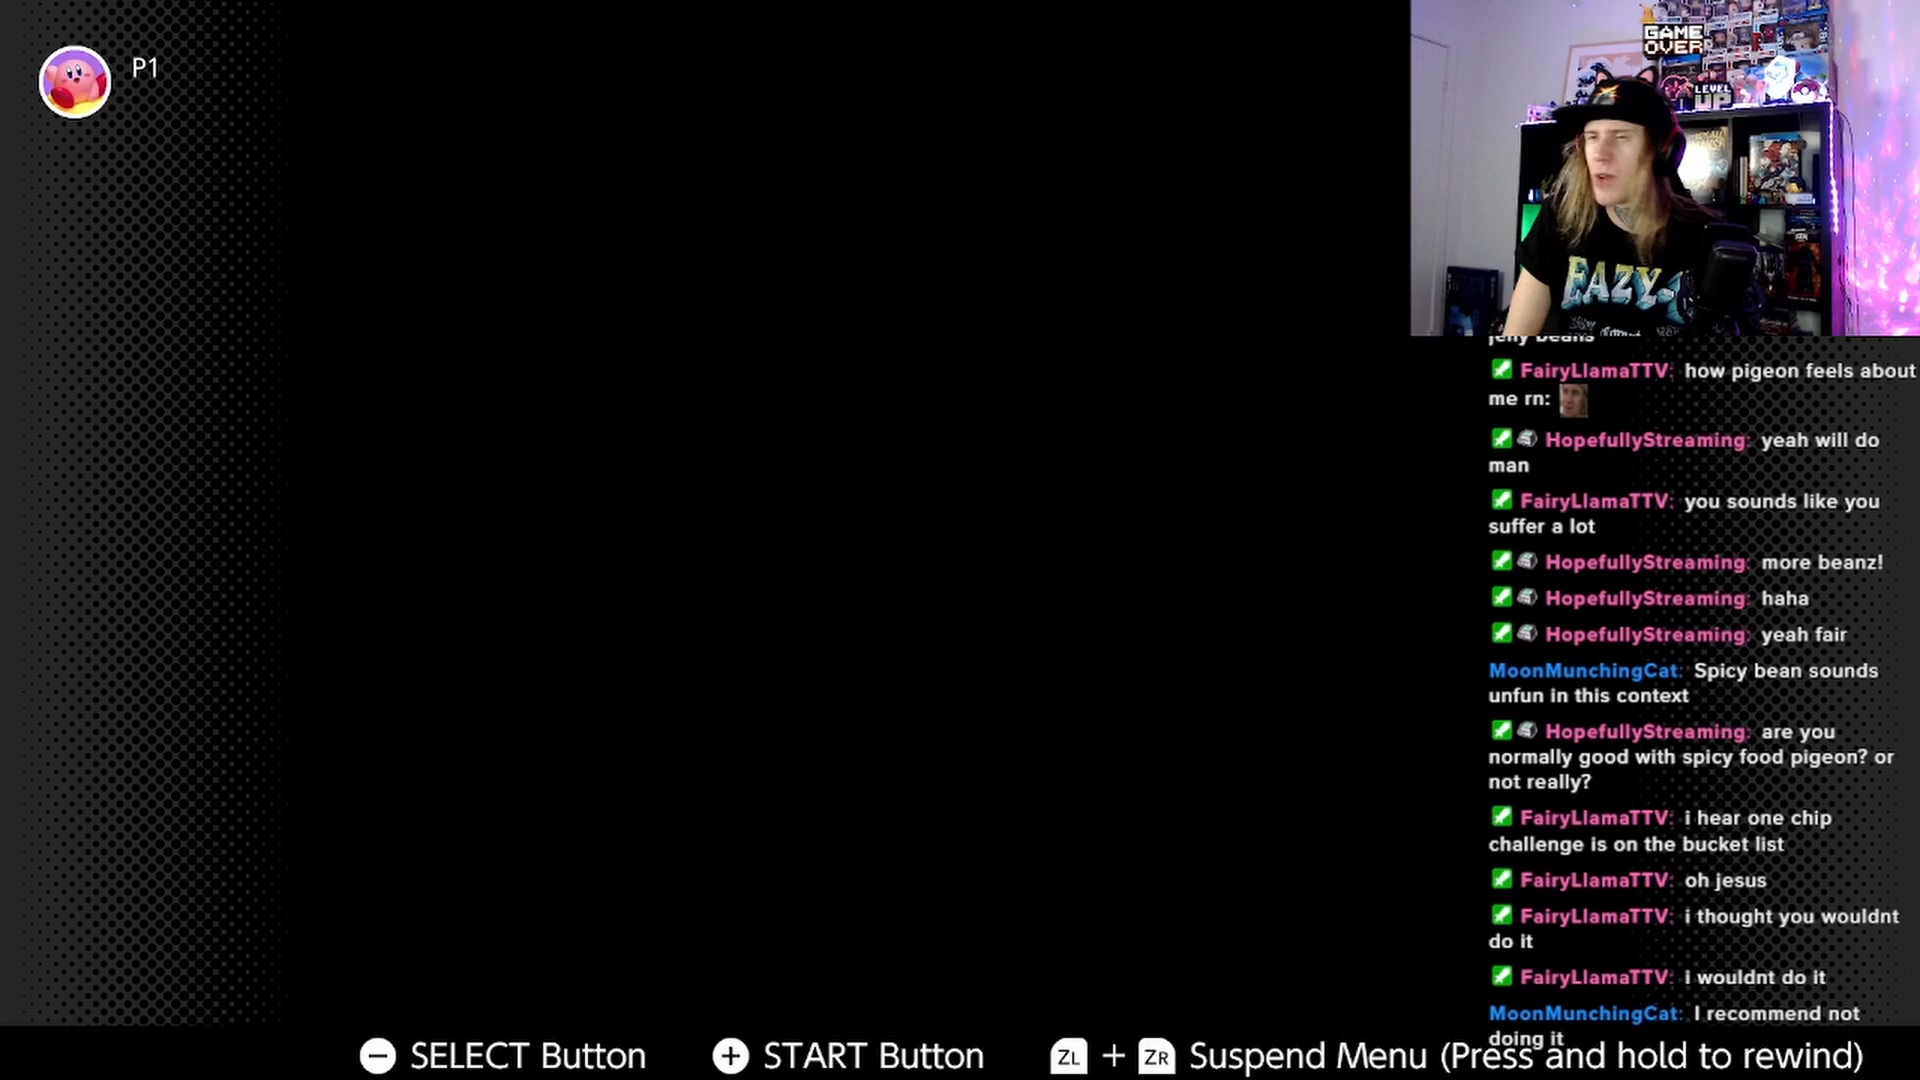 P1
GAME
OVER
LEVEL
UP
EAZY-
jelly beans
FairyLlamaTTV: how pigeon feels about
me rn:
HopefullyStreaming: yeah will do
man
FairyLlamaTTV: you sounds like you
suffer a lot
HopefullyStreaming: more beanz!
HopefullyStreaming: haha
HopefullyStreaming: yeah fair
MoonMunchingCat: Spicy bean sounds
unfun in this context
HopefullyStreaming: are you
normally good with spicy food pigeon? or
not really?
FairyLlamaTTV: i hear one chip
challenge is on the bucket list
FairyLlamaTTV: oh jesus
FairyLlamaTTV: i thought you wouldnt
do it
FairyLlamaTTV: i wouldnt do it
MoonMunchingCat: I recommend not
doing it
SELECT Button + START Button ZL + ZR Suspend Menu (Press and hold to rewind)